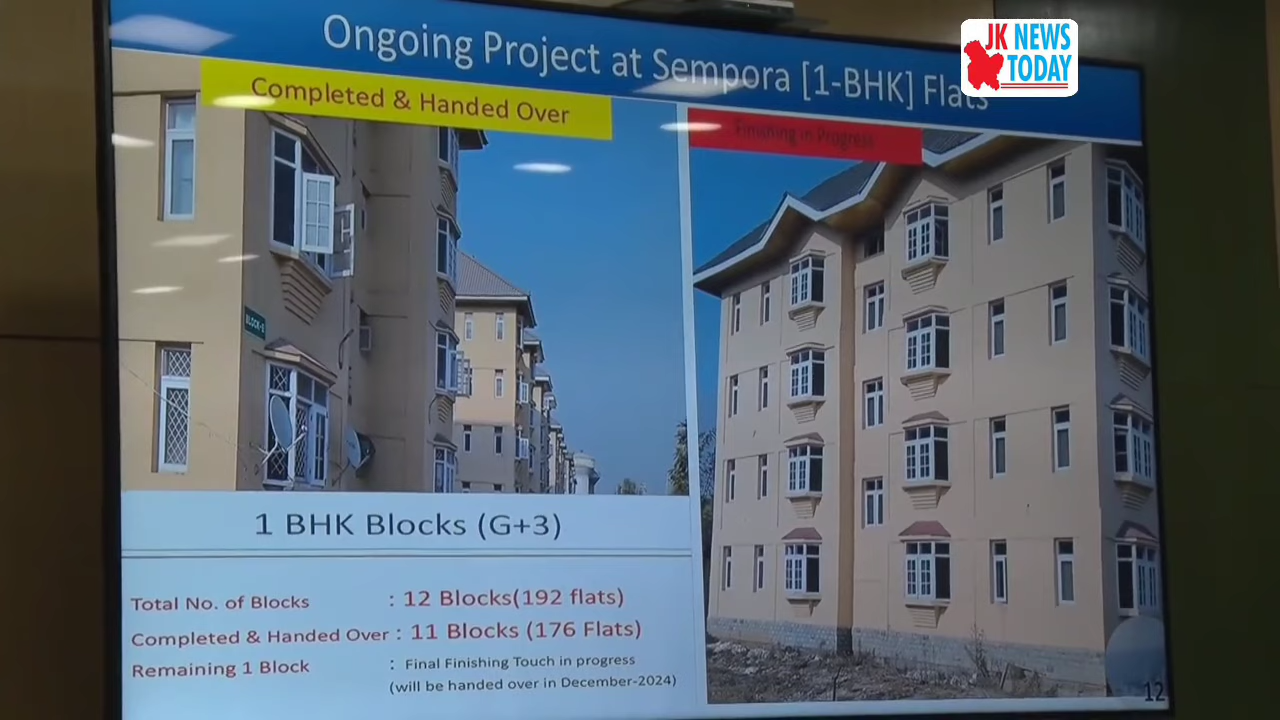 Ongoing Project at Sempora [1-BHK] Flats
JK NEWS
TODAY
Completed & Handed Over
Finishing in Progress
BLOCK-8
1 BHK Blocks (G+3)
Total No. of Blocks : 12 Blocks(192 flats)
Completed & Handed Over : 11 Blocks (176 Flats)
Remaining 1 Block : Final Finishing Touch in progress
(will be handed over in December-2024)
12